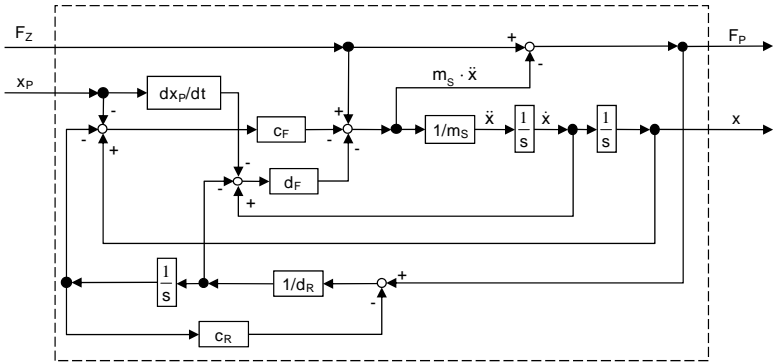 F_Z
+
-
F_P
m_S · ẍ
x_P
dx_P/dt
-
-
+
c_F
+
-
-
1/m_S
ẍ
1/s
ẋ
1/s
x
-
-
+
d_F
1/s
1/d_R
+
-
c_R